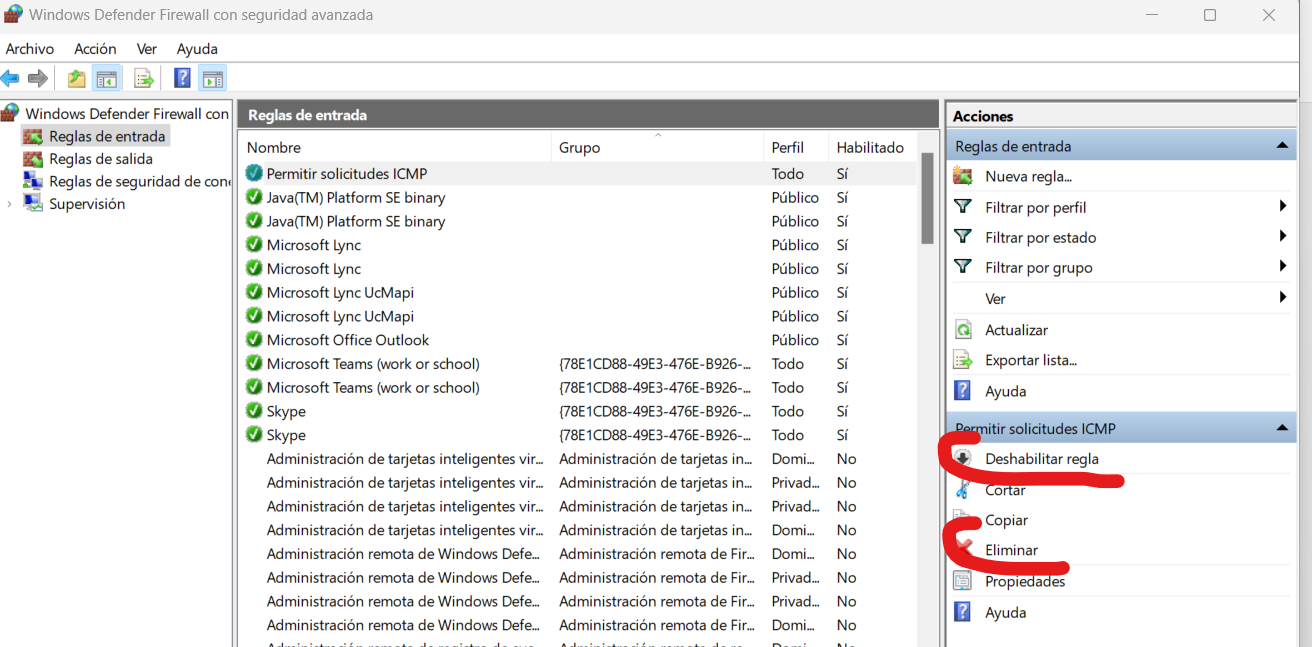 Windows Defender Firewall con seguridad avanzada
Archivo Acción Ver Ayuda
Windows Defender Firewall con
Reglas de entrada
Reglas de salida
Reglas de seguridad de cone
Supervisión
Reglas de entrada
Nombre Grupo Perfil Habilitado
Permitir solicitudes ICMP Todo Sí
Java(TM) Platform SE binary Público Sí
Java(TM) Platform SE binary Público Sí
Microsoft Lync Público Sí
Microsoft Lync Público Sí
Microsoft Lync UcMapi Público Sí
Microsoft Lync UcMapi Público Sí
Microsoft Office Outlook Público Sí
Microsoft Teams (work or school) {78E1CD88-49E3-476E-B926-... Todo Sí
Microsoft Teams (work or school) {78E1CD88-49E3-476E-B926-... Todo Sí
Skype {78E1CD88-49E3-476E-B926-... Todo Sí
Skype {78E1CD88-49E3-476E-B926-... Todo Sí
Administración de tarjetas inteligentes vir... Administración de tarjetas in... Domi... No
Administración de tarjetas inteligentes vir... Administración de tarjetas in... Privad... No
Administración de tarjetas inteligentes vir... Administración de tarjetas in... Privad... No
Administración de tarjetas inteligentes vir... Administración de tarjetas in... Domi... No
Administración remota de Windows Defe... Administración remota de Fir... Domi... No
Administración remota de Windows Defe... Administración remota de Fir... Privad... No
Administración remota de Windows Defe... Administración remota de Fir... Privad... No
Administración remota de Windows Defe... Administración remota de Fir... Domi... No
Acciones
Reglas de entrada
Nueva regla...
Filtrar por perfil
Filtrar por estado
Filtrar por grupo
Ver
Actualizar
Exportar lista...
Ayuda
Permitir solicitudes ICMP
Deshabilitar regla
Cortar
Copiar
Eliminar
Propiedades
Ayuda